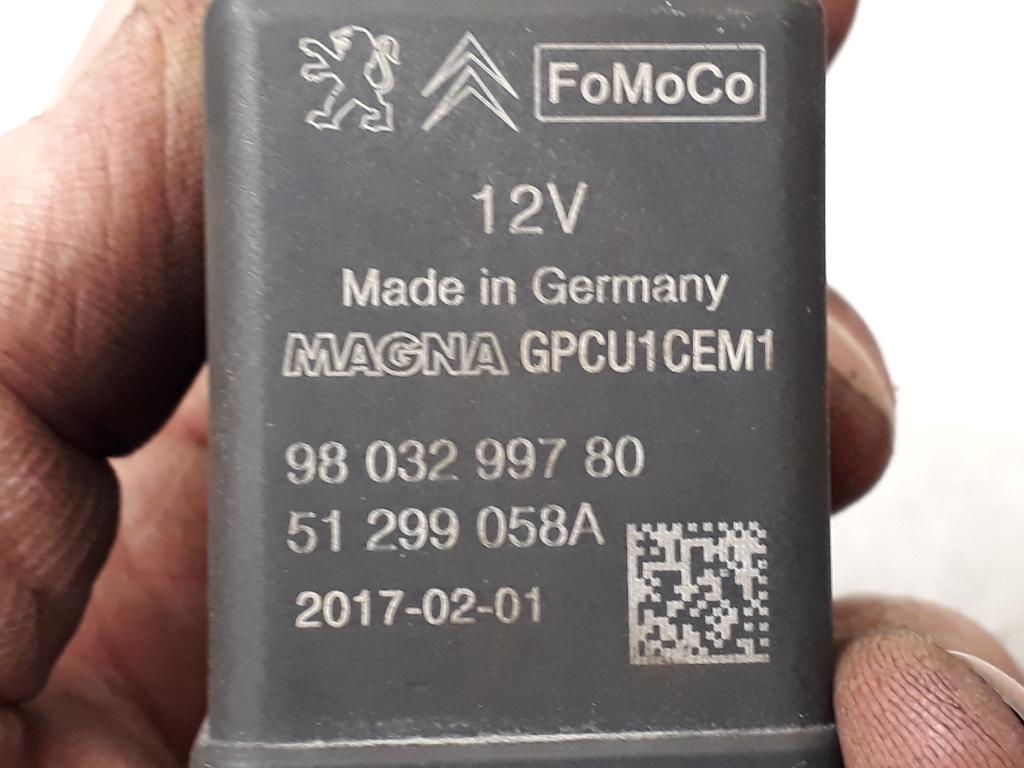 FoMoCo
12V
Made in Germany
MAGNA GPCU1CEM1
98 032 997 80
51 299 058A
2017-02-01